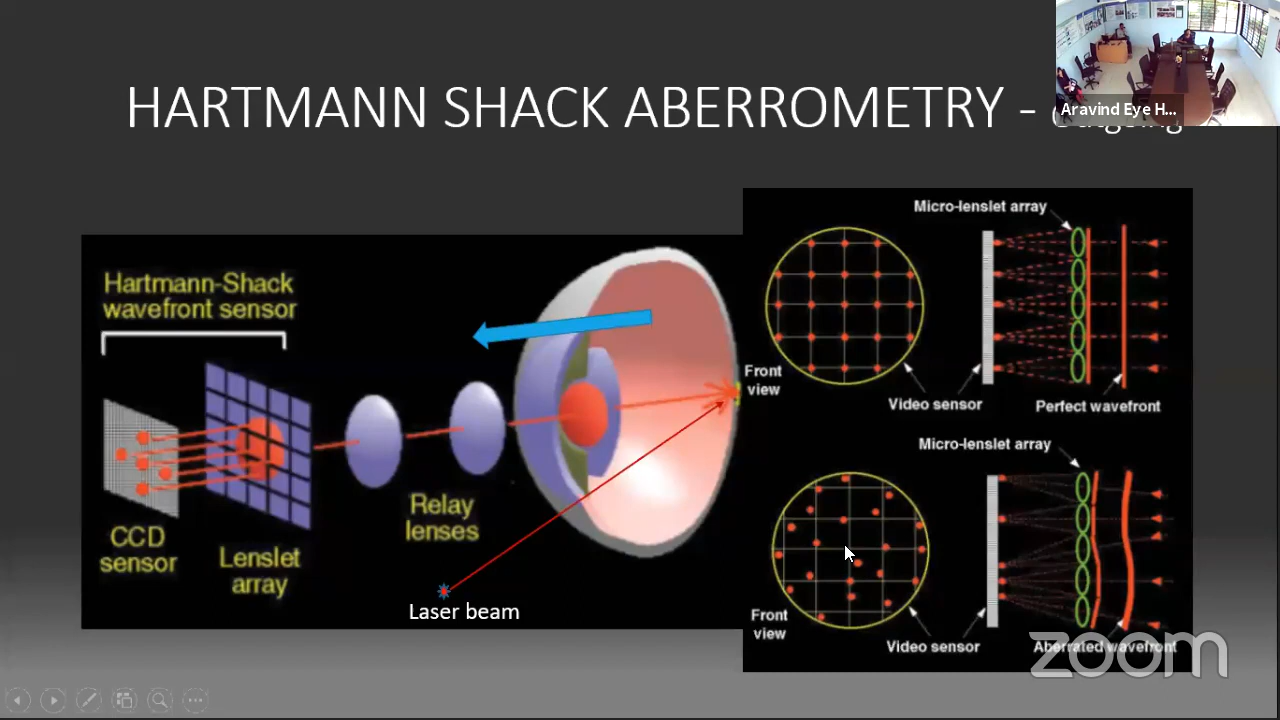 HARTMANN SHACK ABERROMETRY - Outgoing
Aravind Eye H...
Hartmann-Shack
wavefront sensor
CCD
sensor
Lenslet
array
Relay
lenses
Laser beam
Micro-lenslet array
Front
view
Video sensor
Perfect wavefront
Micro-lenslet array
Front
view
Video sensor
Aberrated wavefront
zoom